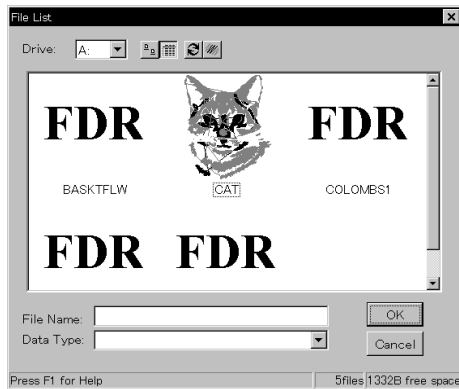 File List
Drive: A:
FDR FDR
BASKTFLW CAT COLOMBS1
FDR FDR
File Name: OK
Data Type: Cancel
Press F1 for Help 5files 1332B free space